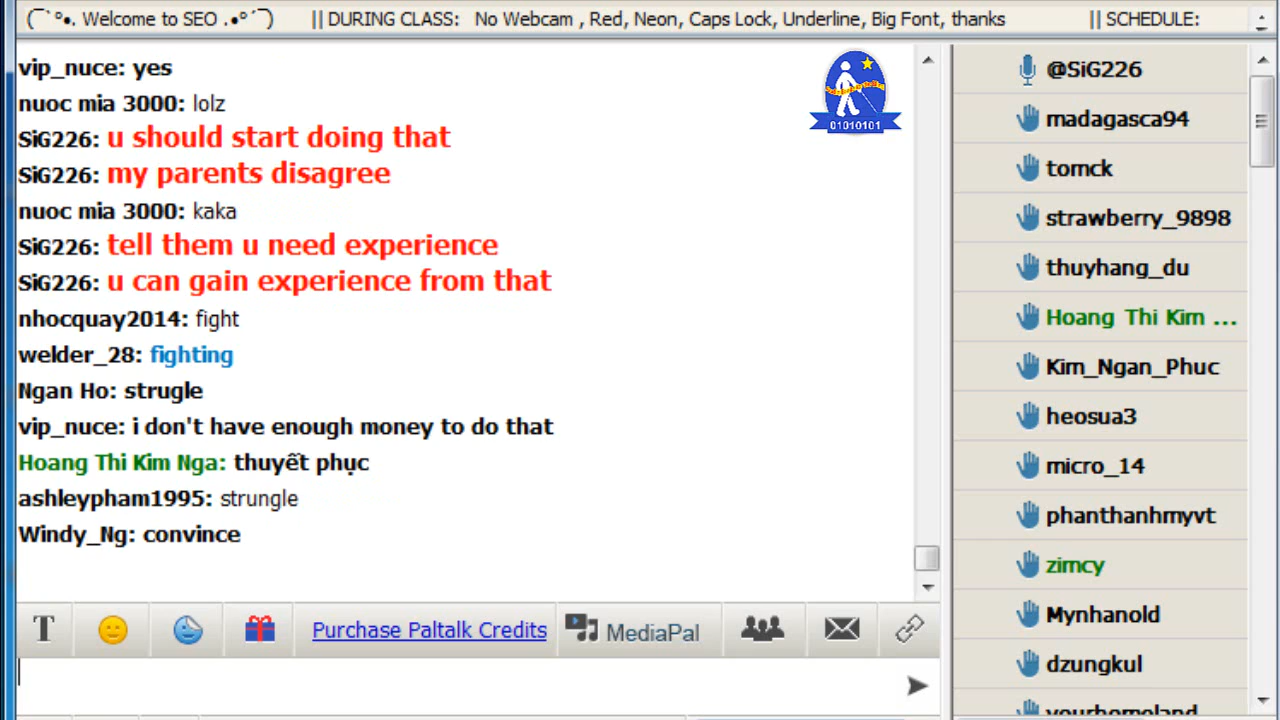 (¯`°•. Welcome to SEO .•°´¯) || DURING CLASS: No Webcam , Red, Neon, Caps Lock, Underline, Big Font, thanks || SCHEDULE:
vip_nuce: yes
nuoc mia 3000: lolz
SiG226: u should start doing that
SiG226: my parents disagree
nuoc mia 3000: kaka
SiG226: tell them u need experience
SiG226: u can gain experience from that
nhocquay2014: fight
welder_28: fighting
Ngan Ho: strugle
vip_nuce: i don't have enough money to do that
Hoang Thi Kim Nga: thuyết phục
ashleypham1995: strungle
Windy_Ng: convince
01010101
T
Purchase Paltalk Credits
MediaPal
@SiG226
madagasca94
tomck
strawberry_9898
thuyhang_du
Hoang Thi Kim ...
Kim_Ngan_Phuc
heosua3
micro_14
phanthanhmyvt
zimcy
Mynhanold
dzungkul
yourhomeland